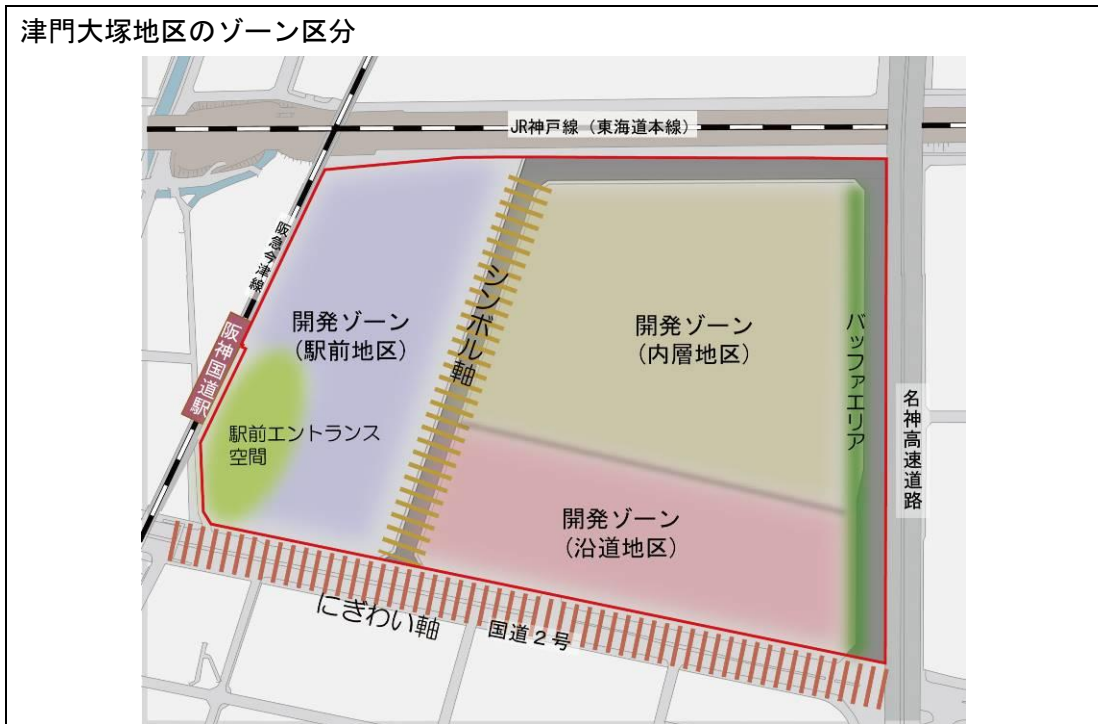 津門大塚地区のゾーン区分
JR神戸線（東海道本線）
阪急今津線
阪神国道駅
開発ゾーン
（駅前地区）
シンボル軸
開発ゾーン
（内層地区）
バッファエリア
名神高速道路
駅前エントランス
空間
開発ゾーン
（沿道地区）
にぎわい軸
国道２号